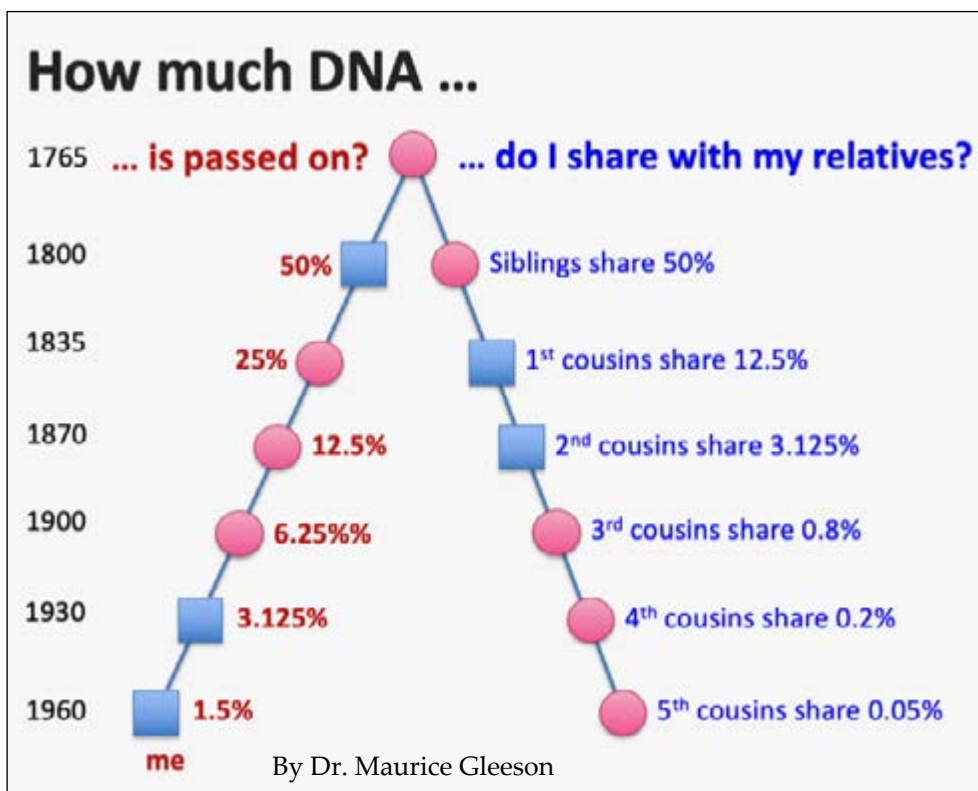 How much DNA ...
1765 ... is passed on? ... do I share with my relatives?
1800 50% Siblings share 50%
1835 25% 1st cousins share 12.5%
1870 12.5% 2nd cousins share 3.125%
1900 6.25%% 3rd cousins share 0.8%
1930 3.125% 4th cousins share 0.2%
1960 1.5% 5th cousins share 0.05%
me By Dr. Maurice Gleeson